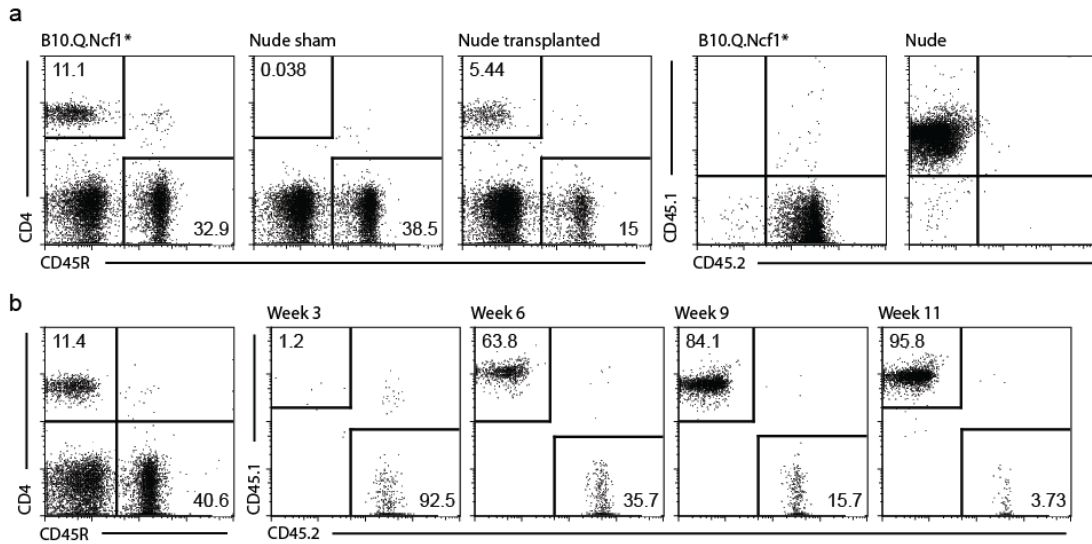 a
B10.Q.Ncf1* Nude sham Nude transplanted B10.Q.Ncf1* Nude
11.1 0.038 5.44
CD4 CD45.1
32.9 38.5 15
CD45R CD45.2
b
Week 3 Week 6 Week 9 Week 11
11.4 1.2 63.8 84.1 95.8
CD4 CD45.1
40.6 92.5 35.7 15.7 3.73
CD45R CD45.2